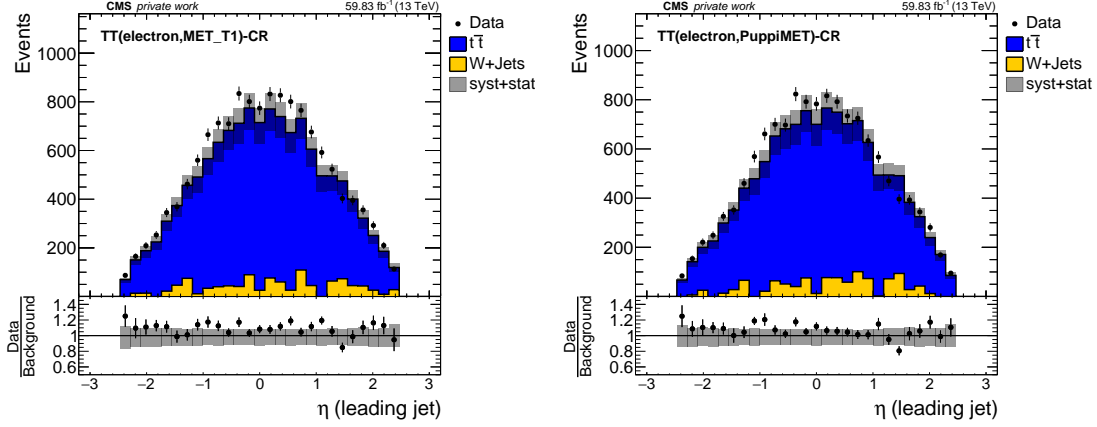 CMS private work 59.83 fb⁻¹ (13 TeV)
TT(electron,MET_T1)-CR
Data
tt̅
W+Jets
syst+stat
Events
1000
800
600
400
200
Data
Background
1.4
1.2
1
0.8
0.6
−3 −2 −1 0 1 2 3
η (leading jet)
CMS private work 59.83 fb⁻¹ (13 TeV)
TT(electron,PuppiMET)-CR
Data
tt̅
W+Jets
syst+stat
Events
1000
800
600
400
200
Data
Background
1.4
1.2
1
0.8
0.6
−3 −2 −1 0 1 2 3
η (leading jet)